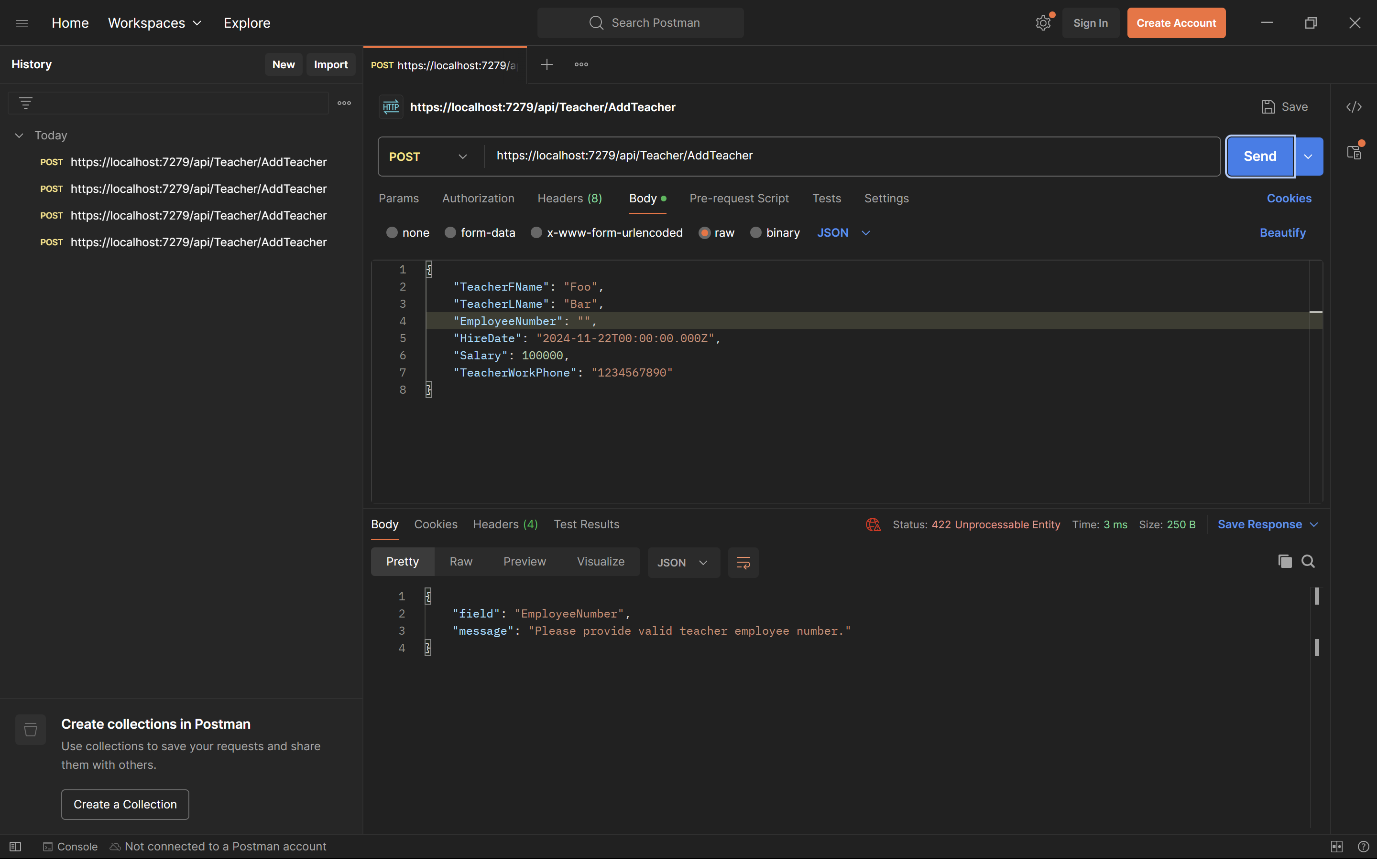 Home Workspaces Explore
Search Postman
Sign In Create Account
History New Import
POST https://localhost:7279/a
https://localhost:7279/api/Teacher/AddTeacher Save
Today
POST https://localhost:7279/api/Teacher/AddTeacher
POST https://localhost:7279/api/Teacher/AddTeacher
POST https://localhost:7279/api/Teacher/AddTeacher
POST https://localhost:7279/api/Teacher/AddTeacher
HTTP
POST https://localhost:7279/api/Teacher/AddTeacher Send
Params Authorization Headers (8) Body Pre-request Script Tests Settings Cookies
none form-data x-www-form-urlencoded raw binary JSON Beautify
1 {
2 "TeacherFName": "Foo",
3 "TeacherLName": "Bar",
4 "EmployeeNumber": "",
5 "HireDate": "2024-11-22T00:00:00.000Z",
6 "Salary": 100000,
7 "TeacherWorkPhone": "1234567890"
8 }
Body Cookies Headers (4) Test Results Status: 422 Unprocessable Entity Time: 3 ms Size: 250 B Save Response
Pretty Raw Preview Visualize JSON
1 {
2 "field": "EmployeeNumber",
3 "message": "Please provide valid teacher employee number."
4 }
Create collections in Postman
Use collections to save your requests and share
them with others.
Create a Collection
Console Not connected to a Postman account